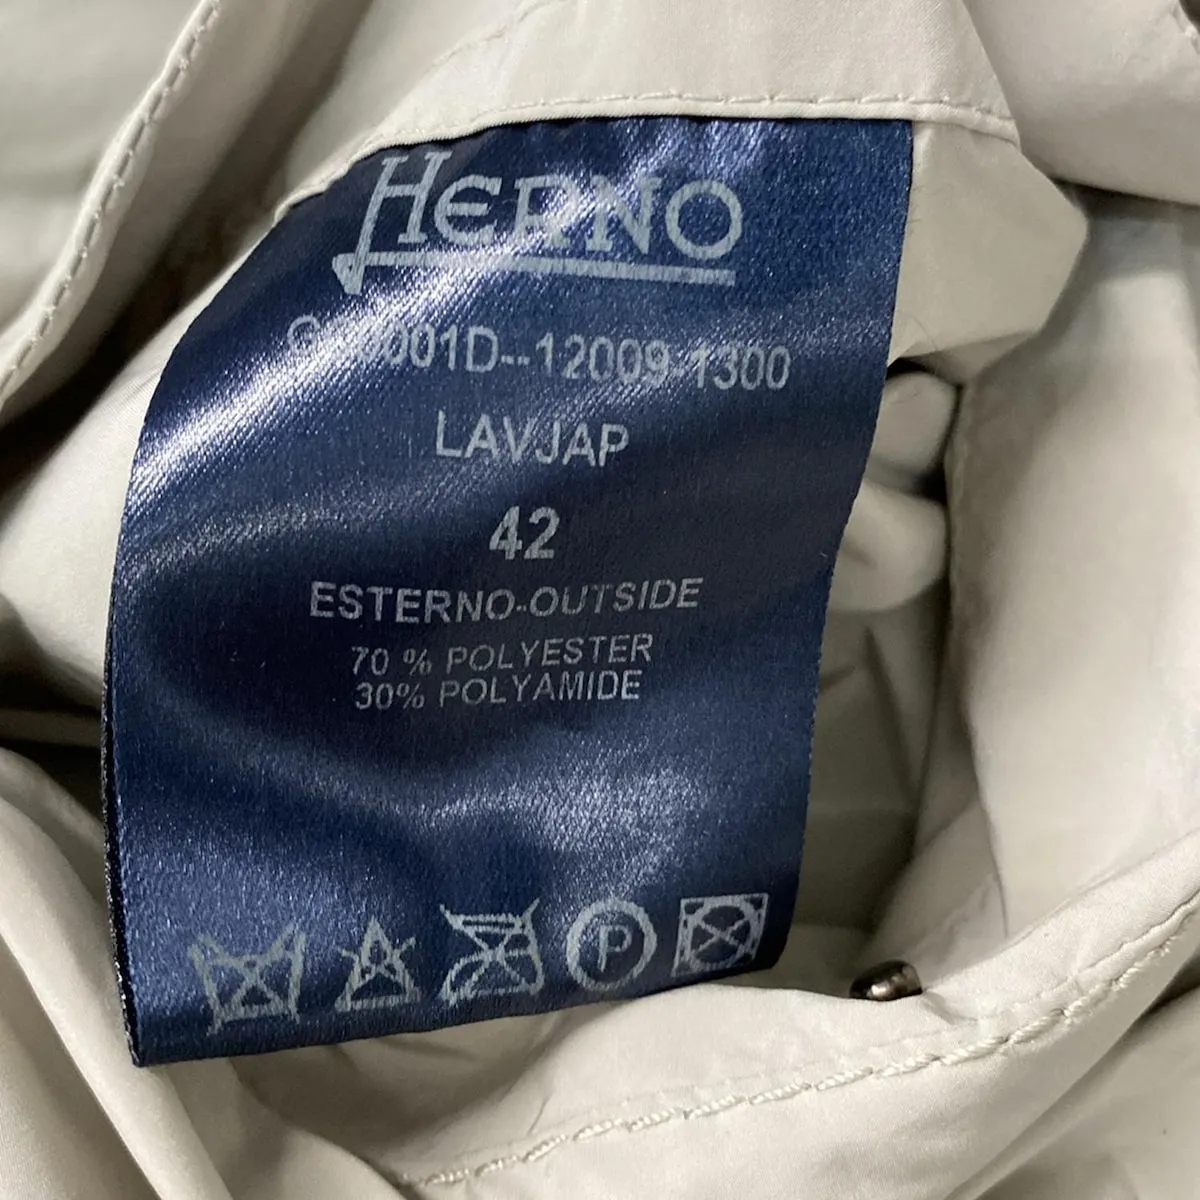 HERNO
LAVJAP
42
ESTERNO-OUTSIDE
70 % POLYESTER
30% POLYAMIDE
P